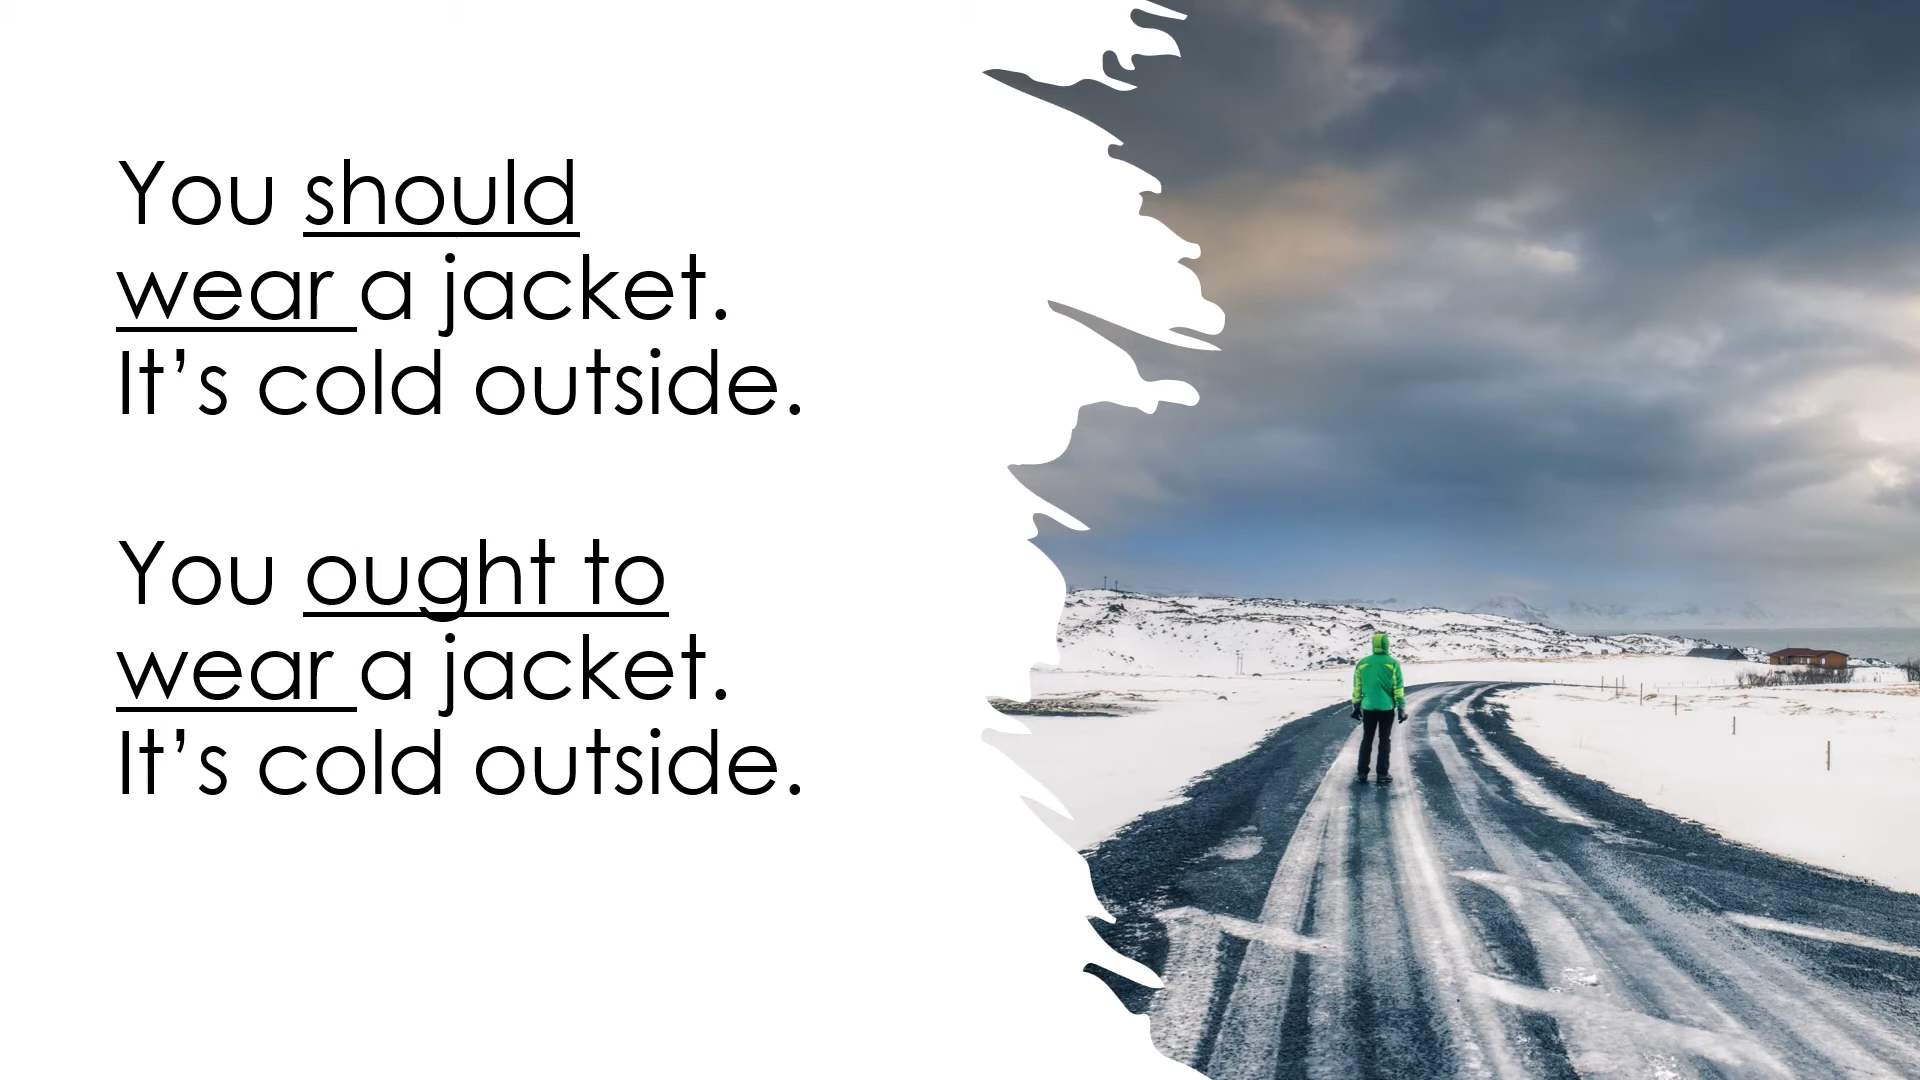 You should
wear a jacket.
It’s cold outside.
You ought to
wear a jacket.
It’s cold outside.